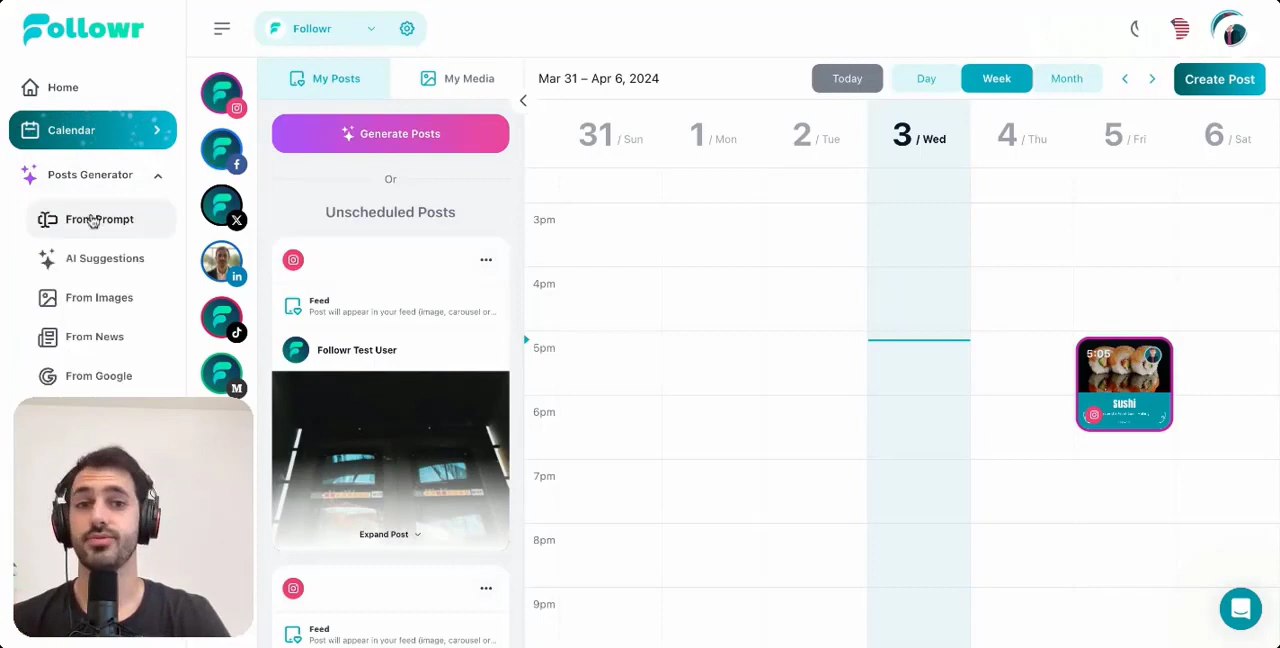 Followr
Home
Calendar
Posts Generator
From Prompt
AI Suggestions
From Images
From News
From Google
Followr
X
in
M
My Posts
My Media
Generate Posts
Or
Unscheduled Posts
Feed
Post will appear in your feed (image, carousel or...
Followr Test User
Expand Post
Feed
Post will appear in your feed (image, carousel or...
Mar 31 – Apr 6, 2024
Today
Day
Week
Month
Create Post
31 / Sun
1 / Mon
2 / Tue
3 / Wed
4 / Thu
5 / Fri
6 / Sat
3pm
4pm
5pm
6pm
7pm
8pm
9pm
5:05
sushi